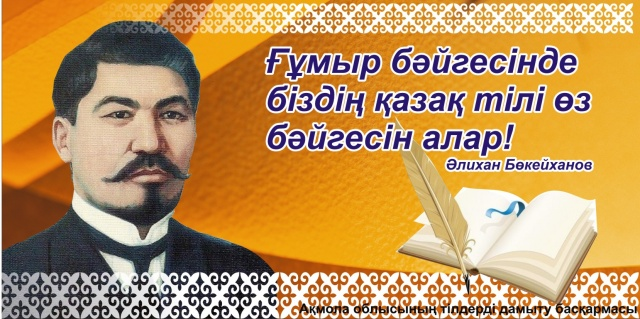 Ғұмыр бәйгесінде
біздің қазақ тілі өз
бәйгесін алар!
Әлихан Бөкейханов
Ақмола облысының тілдерді дамыту басқармасы